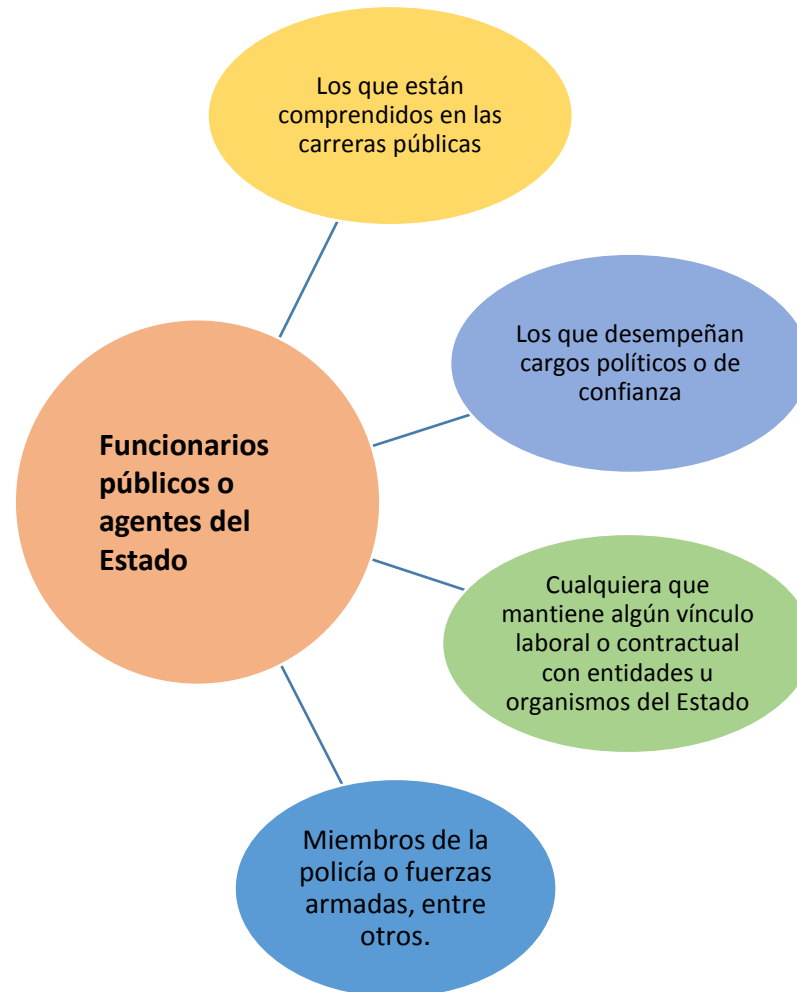 Los que están
comprendidos en las
carreras públicas
Los que desempeñan
cargos políticos o de
confianza
Funcionarios
públicos o
agentes del
Estado
Cualquiera que
mantiene algún vínculo
laboral o contractual
con entidades u
organismos del Estado
Miembros de la
policía o fuerzas
armadas, entre
otros.